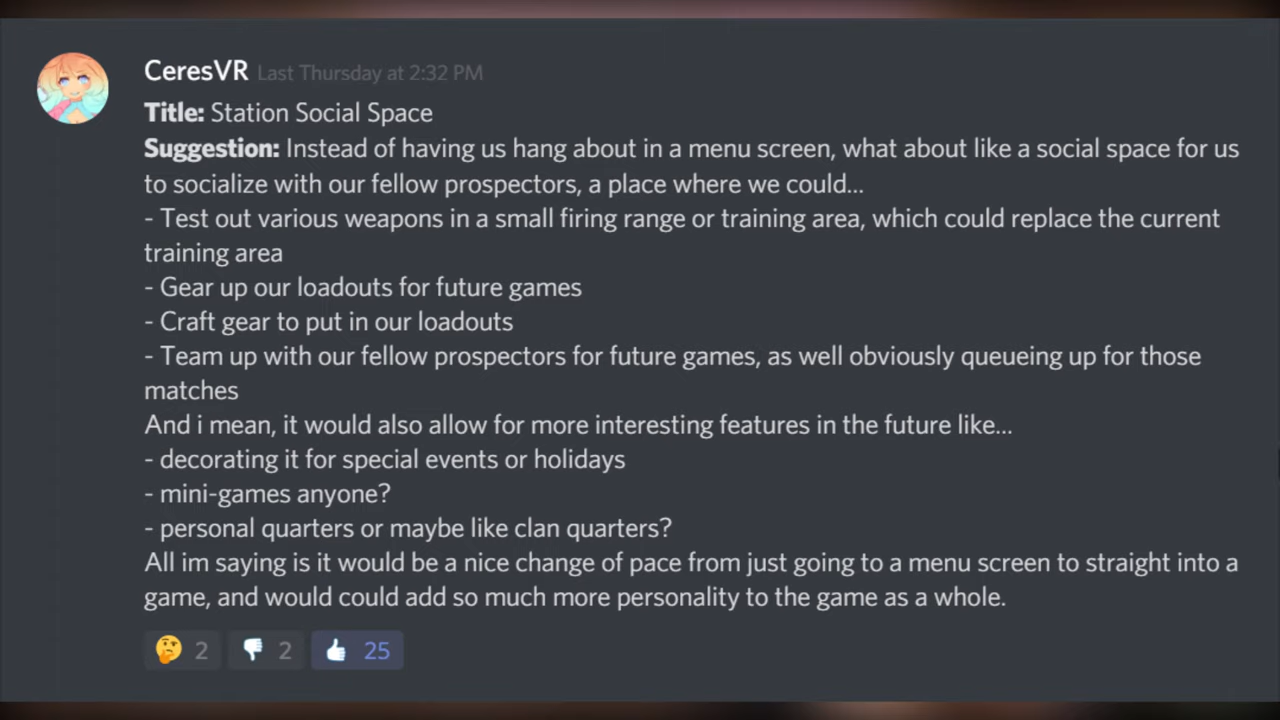 CeresVR Last Thursday at 2:32 PM
Title: Station Social Space
Suggestion: Instead of having us hang about in a menu screen, what about like a social space for us
to socialize with our fellow prospectors, a place where we could...
- Test out various weapons in a small firing range or training area, which could replace the current
training area
- Gear up our loadouts for future games
- Craft gear to put in our loadouts
- Team up with our fellow prospectors for future games, as well obviously queueing up for those
matches
And i mean, it would also allow for more interesting features in the future like...
- decorating it for special events or holidays
- mini-games anyone?
- personal quarters or maybe like clan quarters?
All im saying is it would be a nice change of pace from just going to a menu screen to straight into a
game, and would could add so much more personality to the game as a whole.
2 2 25